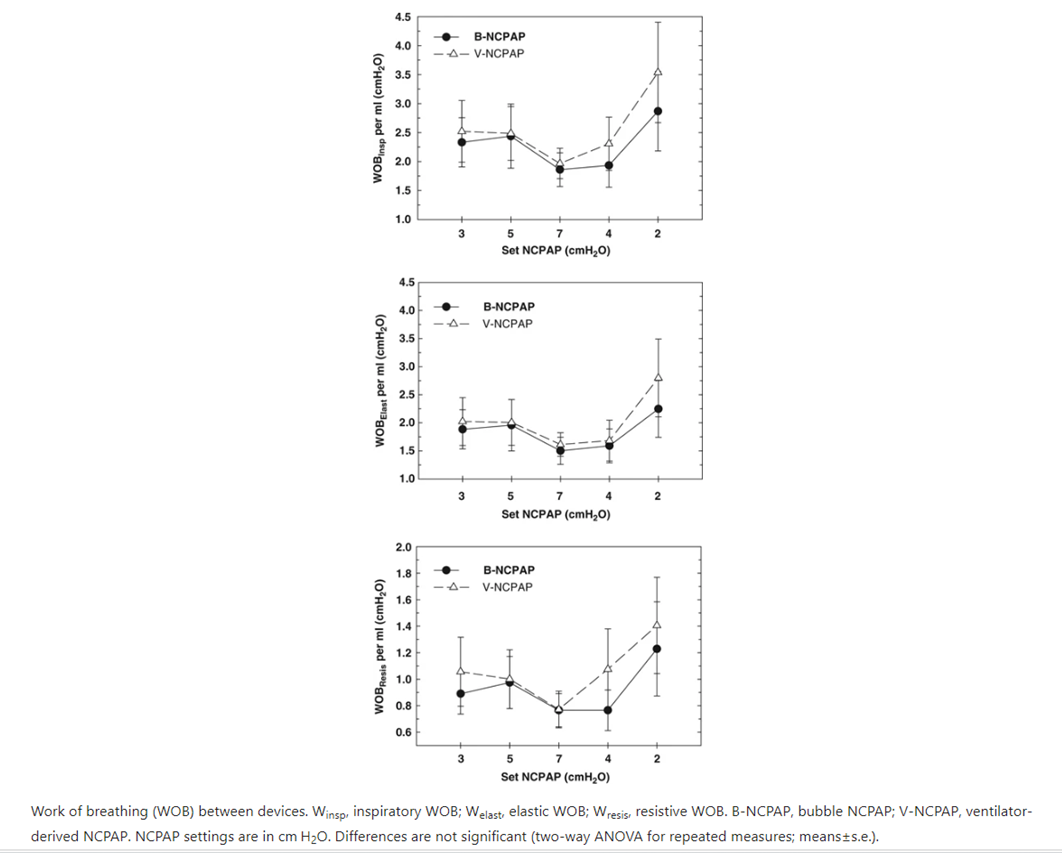 4.5
4.0
3.5
3.0
2.5
2.0
1.5
1.0
WOB_Insp per ml (cmH₂O)
B-NCPAP
V-NCPAP
3 5 7 4 2
Set NCPAP (cmH₂O)
4.5
4.0
3.5
3.0
2.5
2.0
1.5
1.0
WOB_Elast per ml (cmH₂O)
B-NCPAP
V-NCPAP
3 5 7 4 2
Set NCPAP (cmH₂O)
2.0
1.8
1.6
1.4
1.2
1.0
0.8
0.6
WOB_Resis per ml (cmH₂O)
B-NCPAP
V-NCPAP
3 5 7 4 2
Set NCPAP (cmH₂O)
Work of breathing (WOB) between devices. W_insp, inspiratory WOB; W_elast, elastic WOB; W_resis, resistive WOB. B-NCPAP, bubble NCPAP; V-NCPAP, ventilator-
derived NCPAP. NCPAP settings are in cm H₂O. Differences are not significant (two-way ANOVA for repeated measures; means±s.e.).